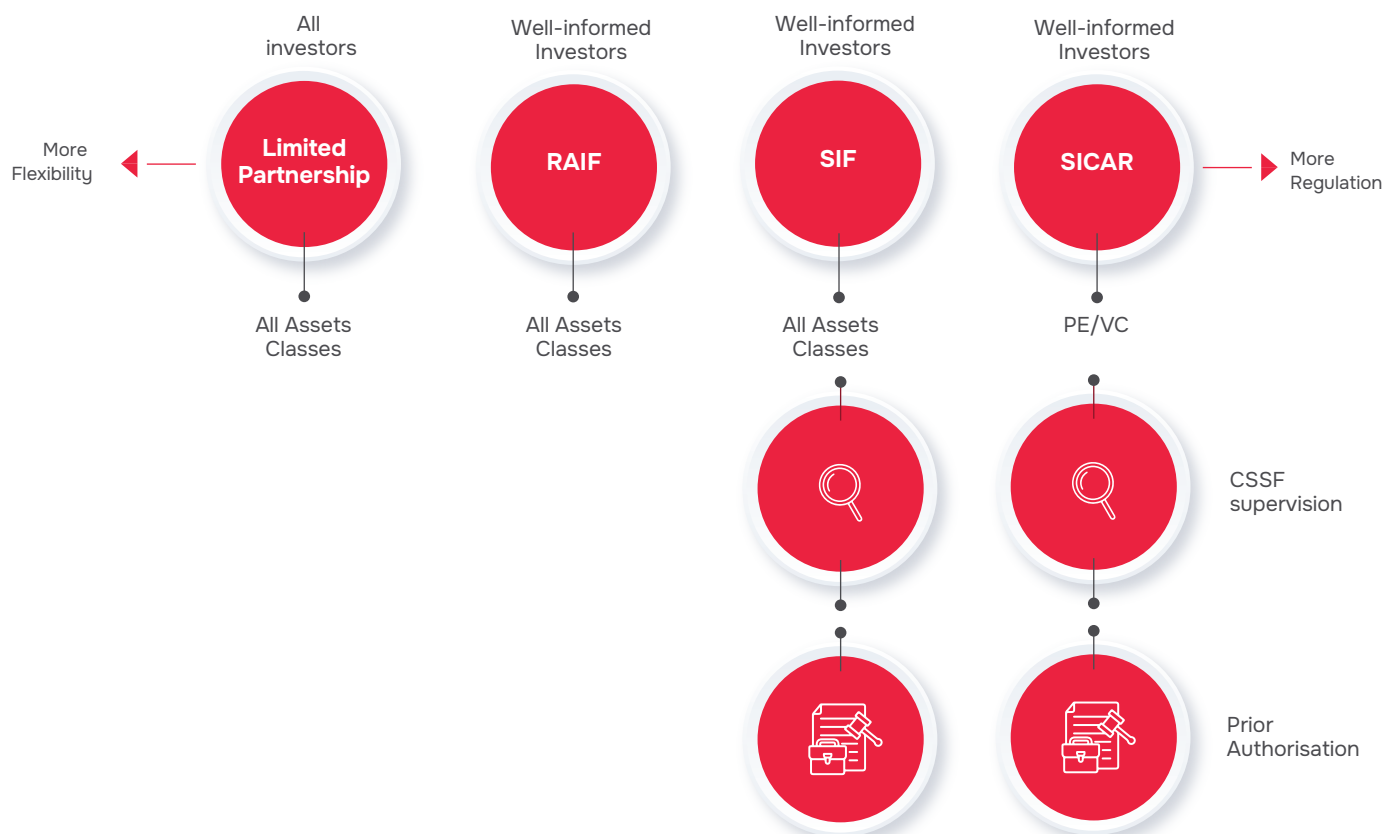 All
investors
Well-informed
Investors
Well-informed
Investors
Well-informed
Investors
More
Flexibility
Limited
Partnership
RAIF
SIF
SICAR
More
Regulation
All Assets
Classes
All Assets
Classes
All Assets
Classes
PE/VC
CSSF
supervision
Prior
Authorisation